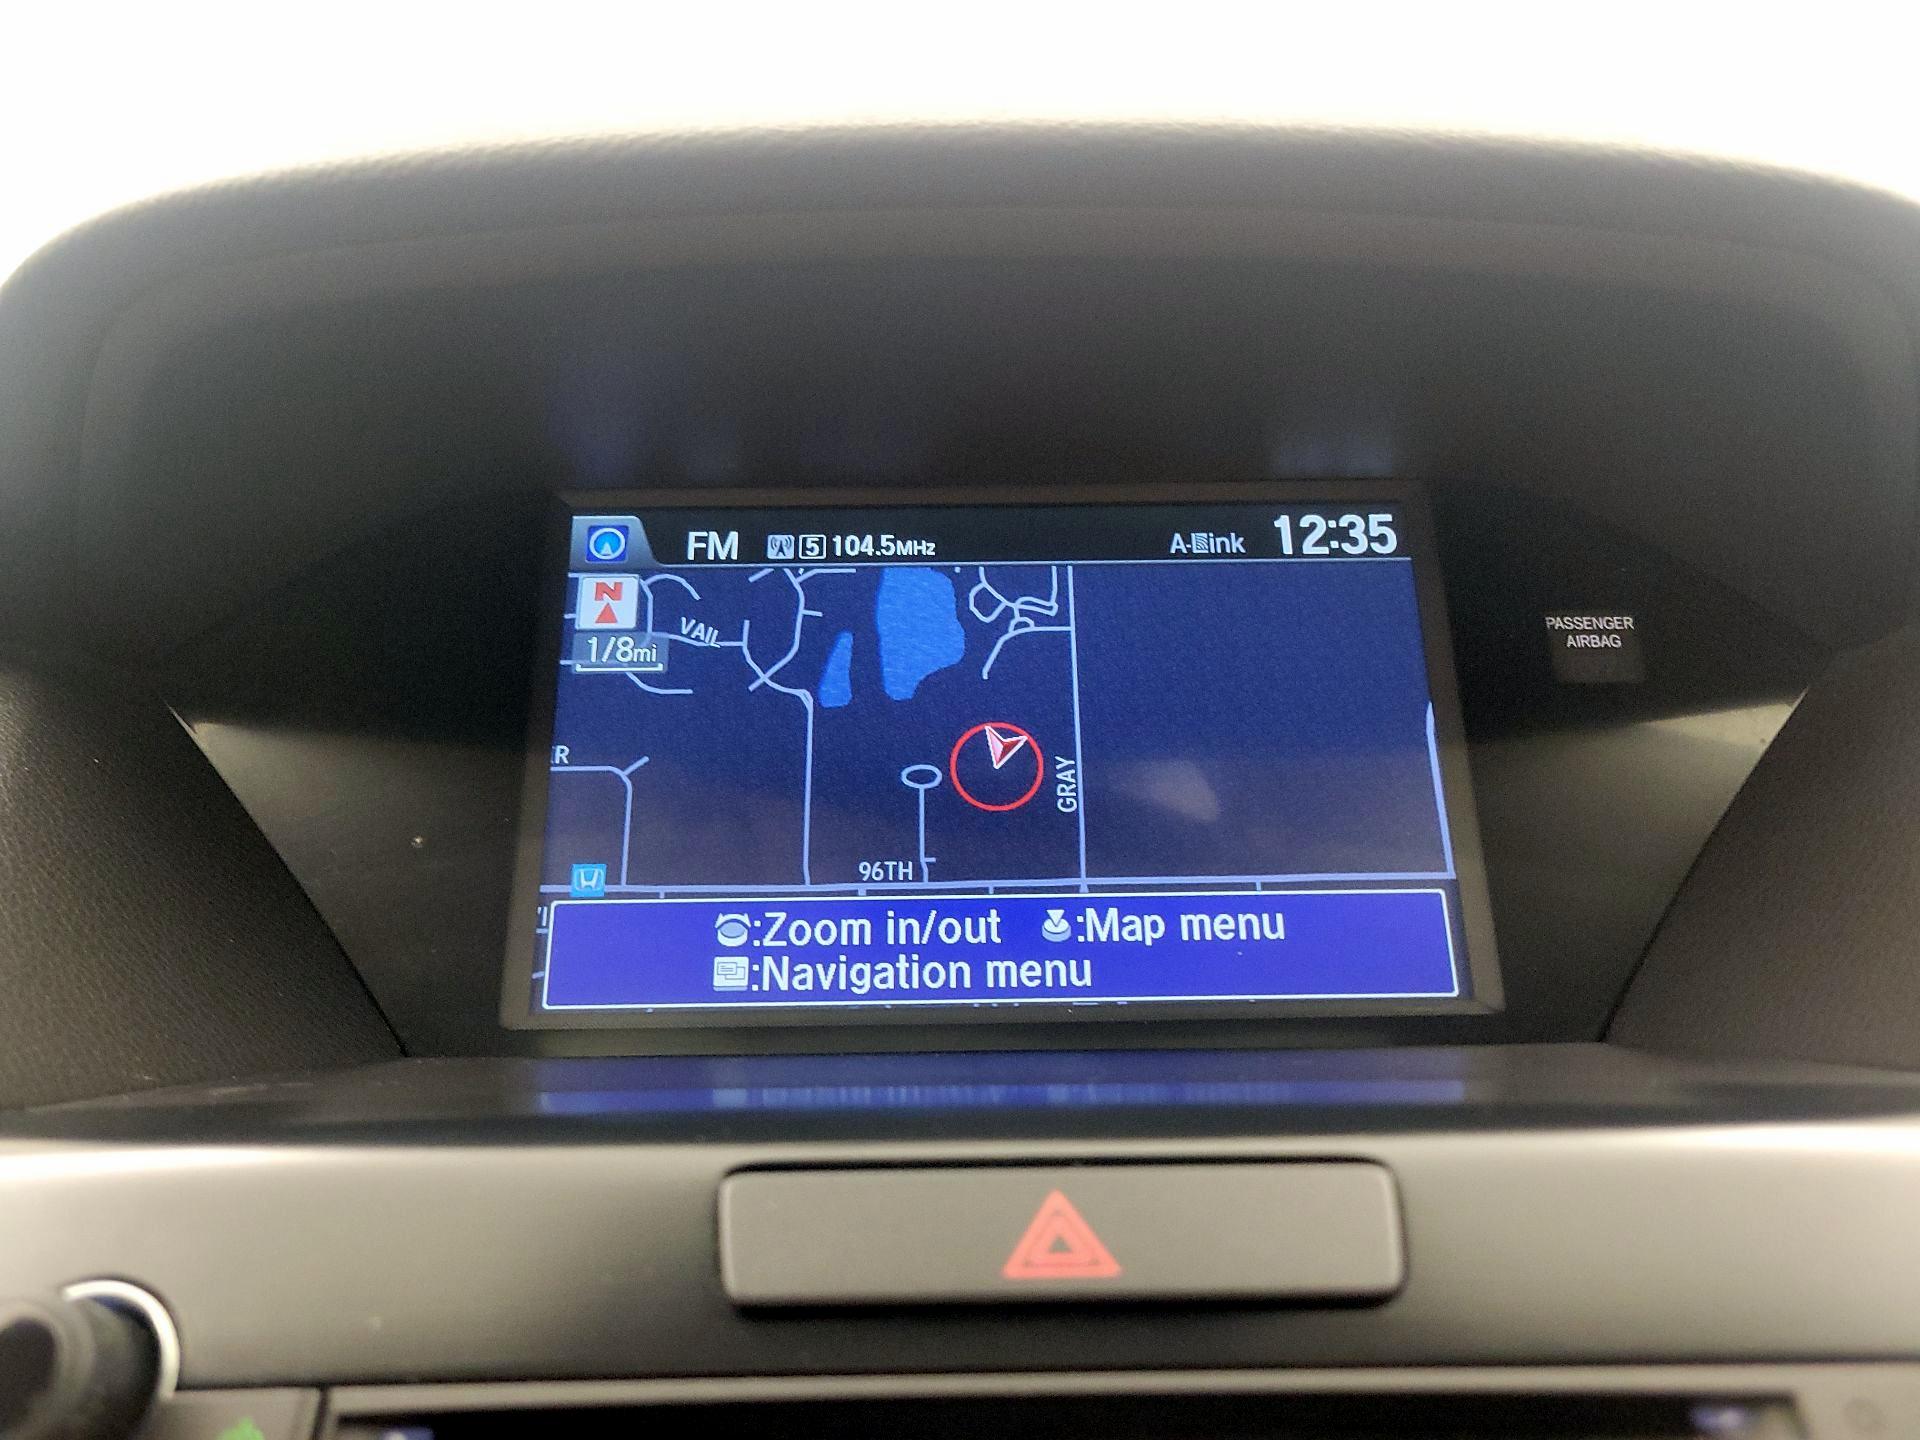 FM 5 104.5MHz A-Link 12:35
N
VAIL
1/8mi
PASSENGER
AIRBAG
GRAY
96TH
:Zoom in/out :Map menu
:Navigation menu